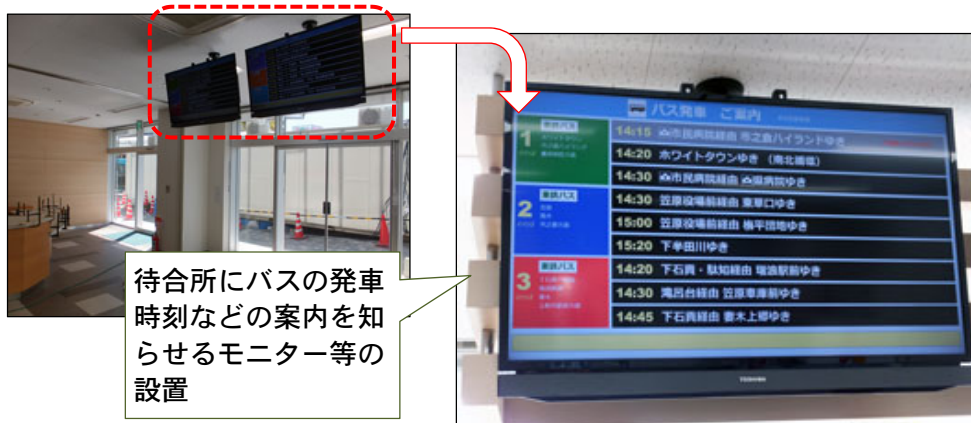 待合所にバスの発車
時刻などの案内を知
らせるモニター等の
設置
バス発車 ご案内
1
東鉄バス
14:15 市民病院経由 市之倉ハイランドゆき
14:20 ホワイトタウンゆき (南北循環)
14:30 市民病院経由 県病院ゆき
2
東鉄バス
14:30 笠原役場前経由 東草口ゆき
15:00 笠原役場前経由 梅平団地ゆき
15:20 下半田川ゆき
3
東鉄バス
14:20 下石・駄知経由 瑞浪駅前ゆき
14:30 滝呂台経由 笠原車庫前ゆき
14:45 下石経由 妻木上郷ゆき
TOSHIBA